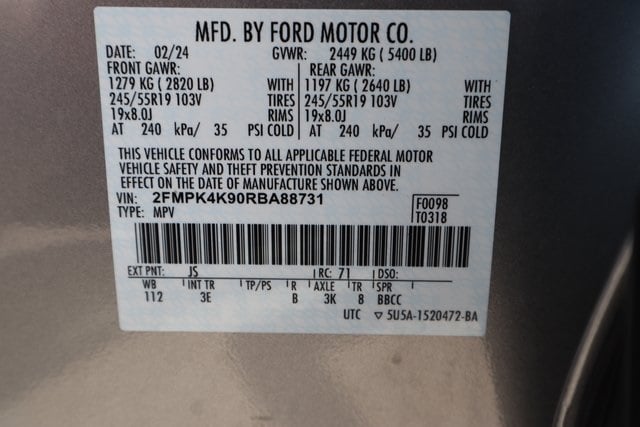 MFD. BY FORD MOTOR CO.
DATE: 02/24 GVWR: 2449 KG ( 5400 LB)
FRONT GAWR: REAR GAWR:
1279 KG ( 2820 LB) WITH 1197 KG ( 2640 LB) WITH
245/55R19 103V TIRES 245/55R19 103V TIRES
19x8.0J RIMS 19x8.0J RIMS
AT 240 kPa/ 35 PSI COLD AT 240 kPa/ 35 PSI COLD
THIS VEHICLE CONFORMS TO ALL APPLICABLE FEDERAL MOTOR
VEHICLE SAFETY AND THEFT PREVENTION STANDARDS IN
EFFECT ON THE DATE OF MANUFACTURE SHOWN ABOVE.
VIN: 2FMPK4K90RBA88731 F0098
TYPE: MPV T0318
EXT PNT: JS RC: 71 DSO:
WB INT TR TP/PS R AXLE TR SPR
112 3E B 3K 8 BBCC
UTC ▽ 5U5A-1520472-BA